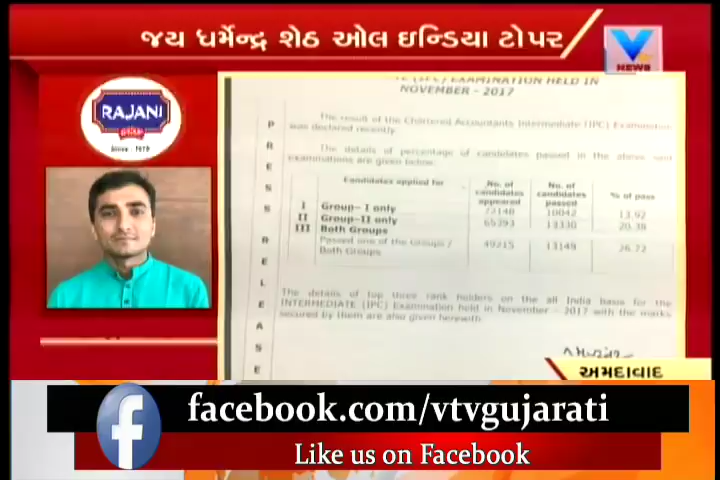 જય ધર્મેન્દ્ર શેઠ ઓલ ઇન્ડિયા ટોપર
NEWS
RAJANI
Since - 1970
(IPC) EXAMINATION HELD IN
NOVEMBER - 2017
PRESS RELEASE
The result of the Chartered Accountants Intermediate (IPC) Examination
was declared recently.
The details of percentage of candidates passed in the above said
examinations are given below:
Candidates applied for No. of candidates appeared No. of candidates passed % of pass
I Group- I only 72148 10042 13.92
II Group-II only 65393 13330 20.38
III Both Groups
Passed one of the Groups / Both Groups 49215 13149 26.72
The details of top three rank holders on the all India basis for the
INTERMEDIATE (IPC) Examination held in November - 2017 with the marks
secured by them are also given herewith.
અમદાવાદ
facebook.com/vtvgujarati
Like us on Facebook